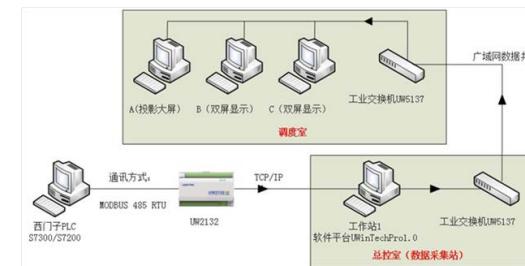 广域网数据共
A(投影大屏)
B (双屏显示)
C (双屏显示)
工业交换机UW5137
调度室
通讯方式:
MODBUS 485 RTU
TCP/IP
西门子PLC
S7300/S7200
UW2132
工作站1
软件平台UWinTechPro1.0
工业交换机UW5137
总控室 (数据采集站)